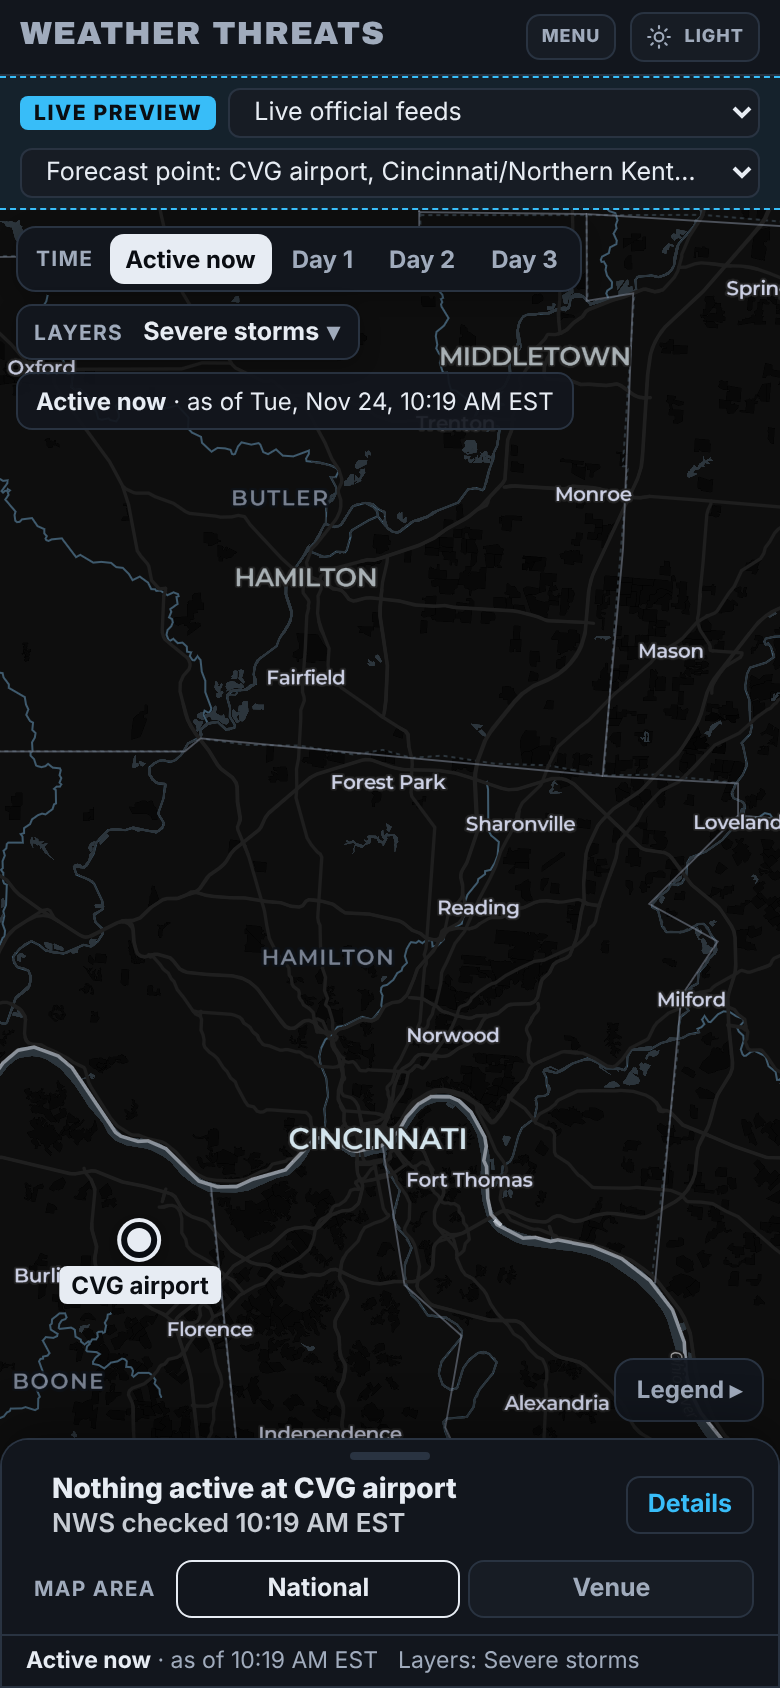 WEATHER THREATS
MENU
LIGHT
LIVE PREVIEW
Live official feeds
Forecast point: CVG airport, Cincinnati/Northern Kent...
TIME
Active now
Day 1
Day 2
Day 3
Sprin
LAYERS
Severe storms ▾
MIDDLETOWN
Oxford
Active now · as of Tue, Nov 24, 10:19 AM EST
Trenton
BUTLER
Monroe
HAMILTON
Mason
Fairfield
Forest Park
Sharonville
Loveland
Reading
HAMILTON
Milford
Norwood
CINCINNATI
Fort Thomas
Burli
CVG airport
Florence
BOONE
Legend ▸
Alexandria
Independence
Nothing active at CVG airport
NWS checked 10:19 AM EST
Details
MAP AREA
National
Venue
Active now · as of 10:19 AM EST Layers: Severe storms